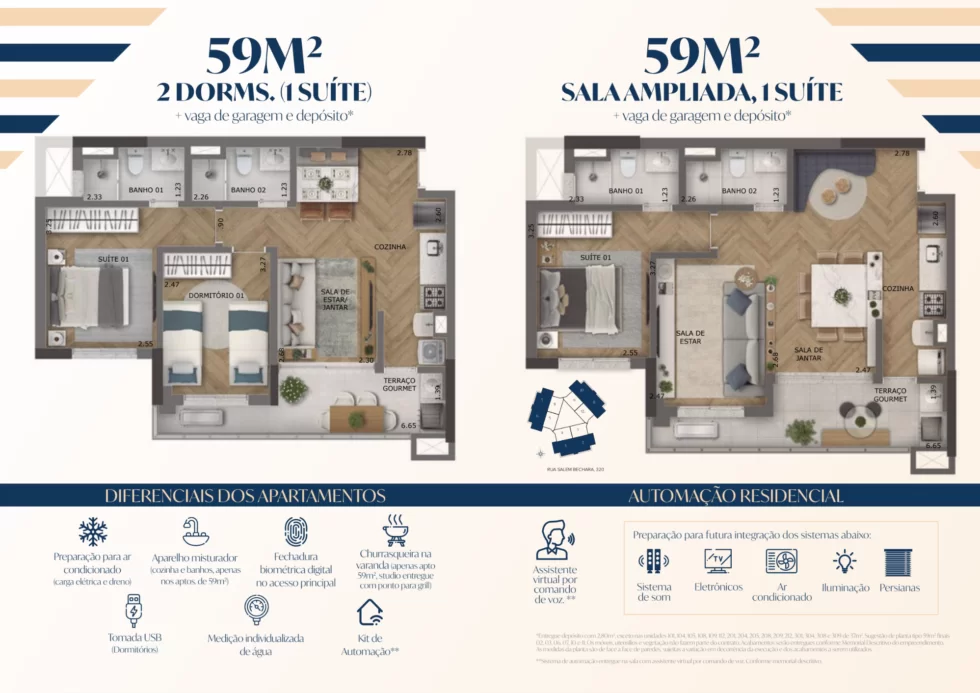 59M²
2 DORMS. (1 SUÍTE)
+ vaga de garagem e depósito*
2.78
2.33
BANHO 01
1.23
2.26
BANHO 02
1.23
2.60
.90
COZINHA
SUÍTE 01
3.27
2.47
DORMITÓRIO 01
SALA DE
ESTAR/
JANTAR
2.55
2.30
TERRAÇO
GOURMET
1.39
6.65
59M²
SALA AMPLIADA, 1 SUÍTE
+ vaga de garagem e depósito*
2.78
2.33
BANHO 01
1.23
2.26
BANHO 02
1.23
2.60
2.25
SUÍTE 01
3.27
COZINHA
SALA DE
ESTAR
SALA DE
JANTAR
2.55
2.68
2.47
2.47
TERRAÇO
GOURMET
1.39
6.65
RUA SALEM BECHARA, 320
DIFERENCIAIS DOS APARTAMENTOS
Preparação para ar
condicionado
(carga elétrica e dreno)
Aparelho misturador
(cozinha e banhos, apenas
nos aptos. de 59m²)
Fechadura
biométrica digital
no acesso principal
Churrasqueira na
varanda (apenas apto
59m², studio entregue
com ponto para grill)
Tomada USB
(Dormitórios)
Medição individualizada
de água
Kit de
Automação**
AUTOMAÇÃO RESIDENCIAL
Assistente
virtual por
comando
de voz. **
Preparação para futura integração dos sistemas abaixo:
Sistema
de som
TV
Eletrônicos
Ar
condicionado
Iluminação
Persianas
**Sistema de automatização entregue na sala com assistente virtual por comando de voz. Conforme memorial descritivo.